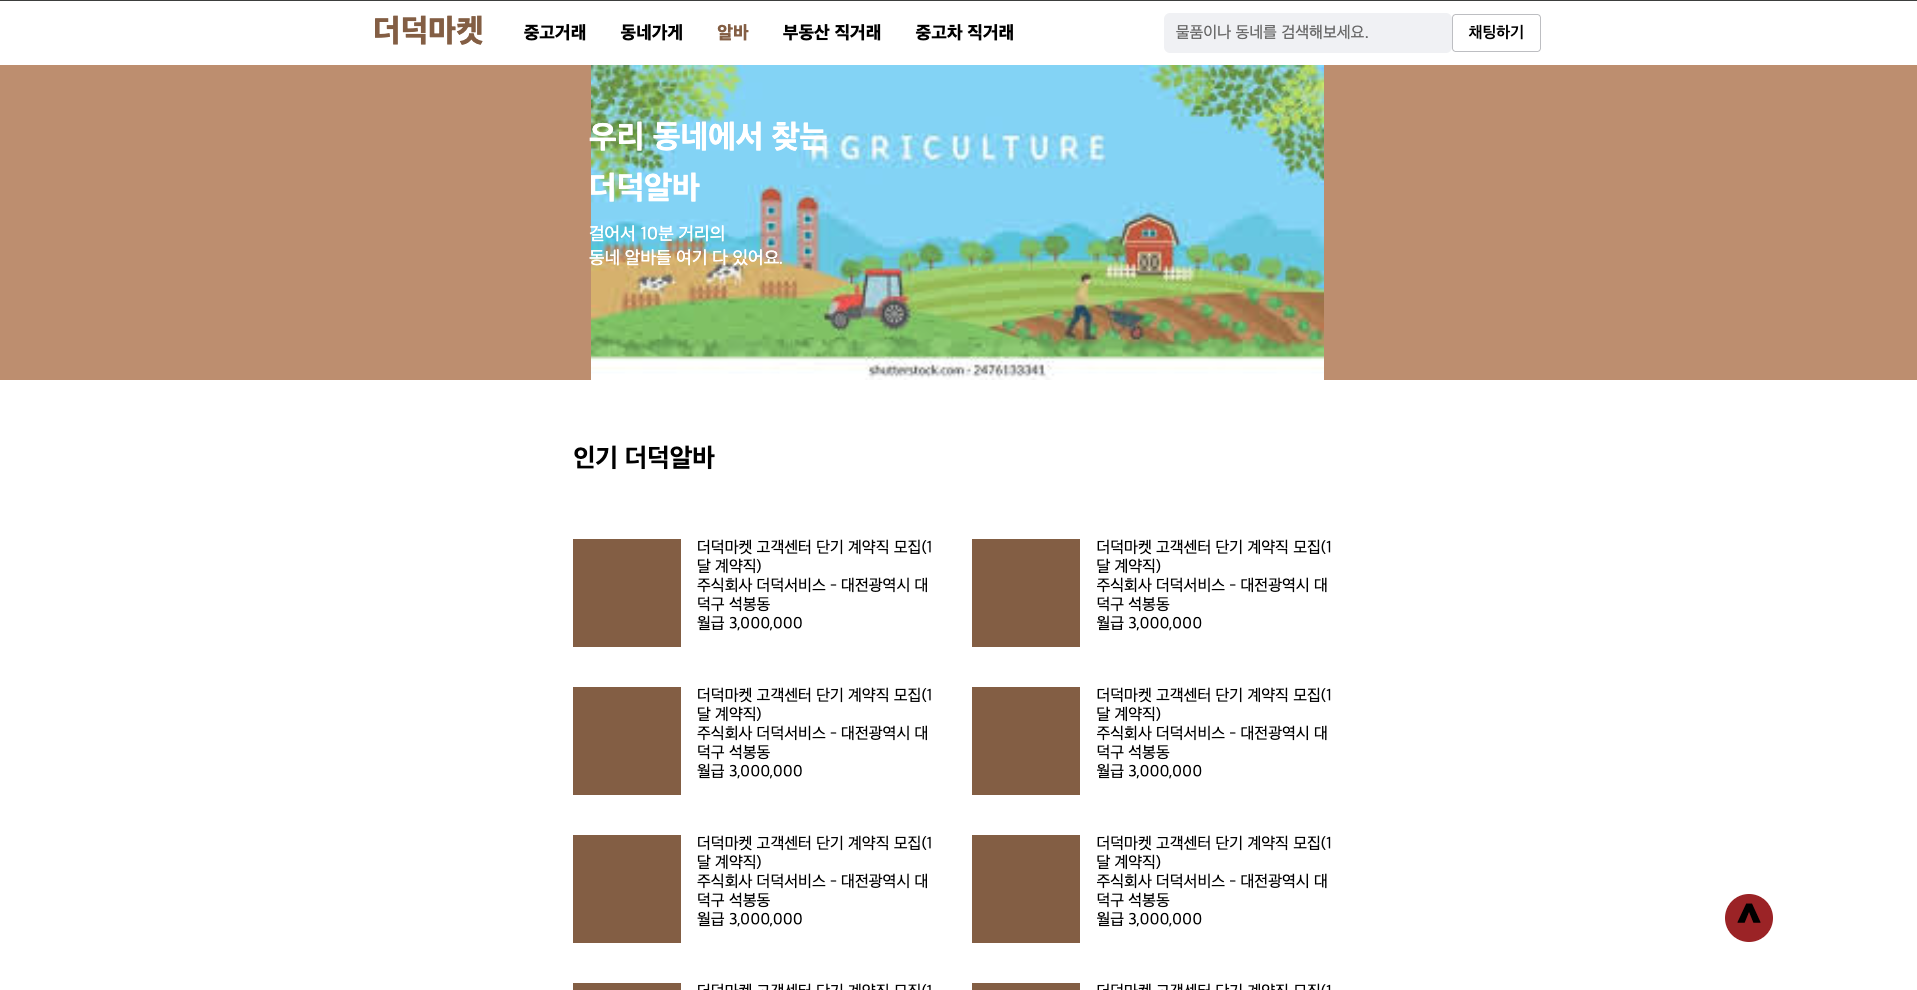 더덕마켓 중고거래 동네가게 알바 부동산 직거래 중고차 직거래 물품이나 동네를 검색해보세요. 채팅하기
우리 동네에서 찾는
AGRICULTURE
더덕알바
걸어서 10분 거리의
동네 알바들 여기 다 있어요.
shutterstock.com · 2476133341
인기 더덕알바
더덕마켓 고객센터 단기 계약직 모집(1
달 계약직)
주식회사 더덕서비스 - 대전광역시 대
덕구 석봉동
월급 3,000,000
더덕마켓 고객센터 단기 계약직 모집(1
달 계약직)
주식회사 더덕서비스 - 대전광역시 대
덕구 석봉동
월급 3,000,000
더덕마켓 고객센터 단기 계약직 모집(1
달 계약직)
주식회사 더덕서비스 - 대전광역시 대
덕구 석봉동
월급 3,000,000
더덕마켓 고객센터 단기 계약직 모집(1
달 계약직)
주식회사 더덕서비스 - 대전광역시 대
덕구 석봉동
월급 3,000,000
더덕마켓 고객센터 단기 계약직 모집(1
달 계약직)
주식회사 더덕서비스 - 대전광역시 대
덕구 석봉동
월급 3,000,000
더덕마켓 고객센터 단기 계약직 모집(1
달 계약직)
주식회사 더덕서비스 - 대전광역시 대
덕구 석봉동
월급 3,000,000